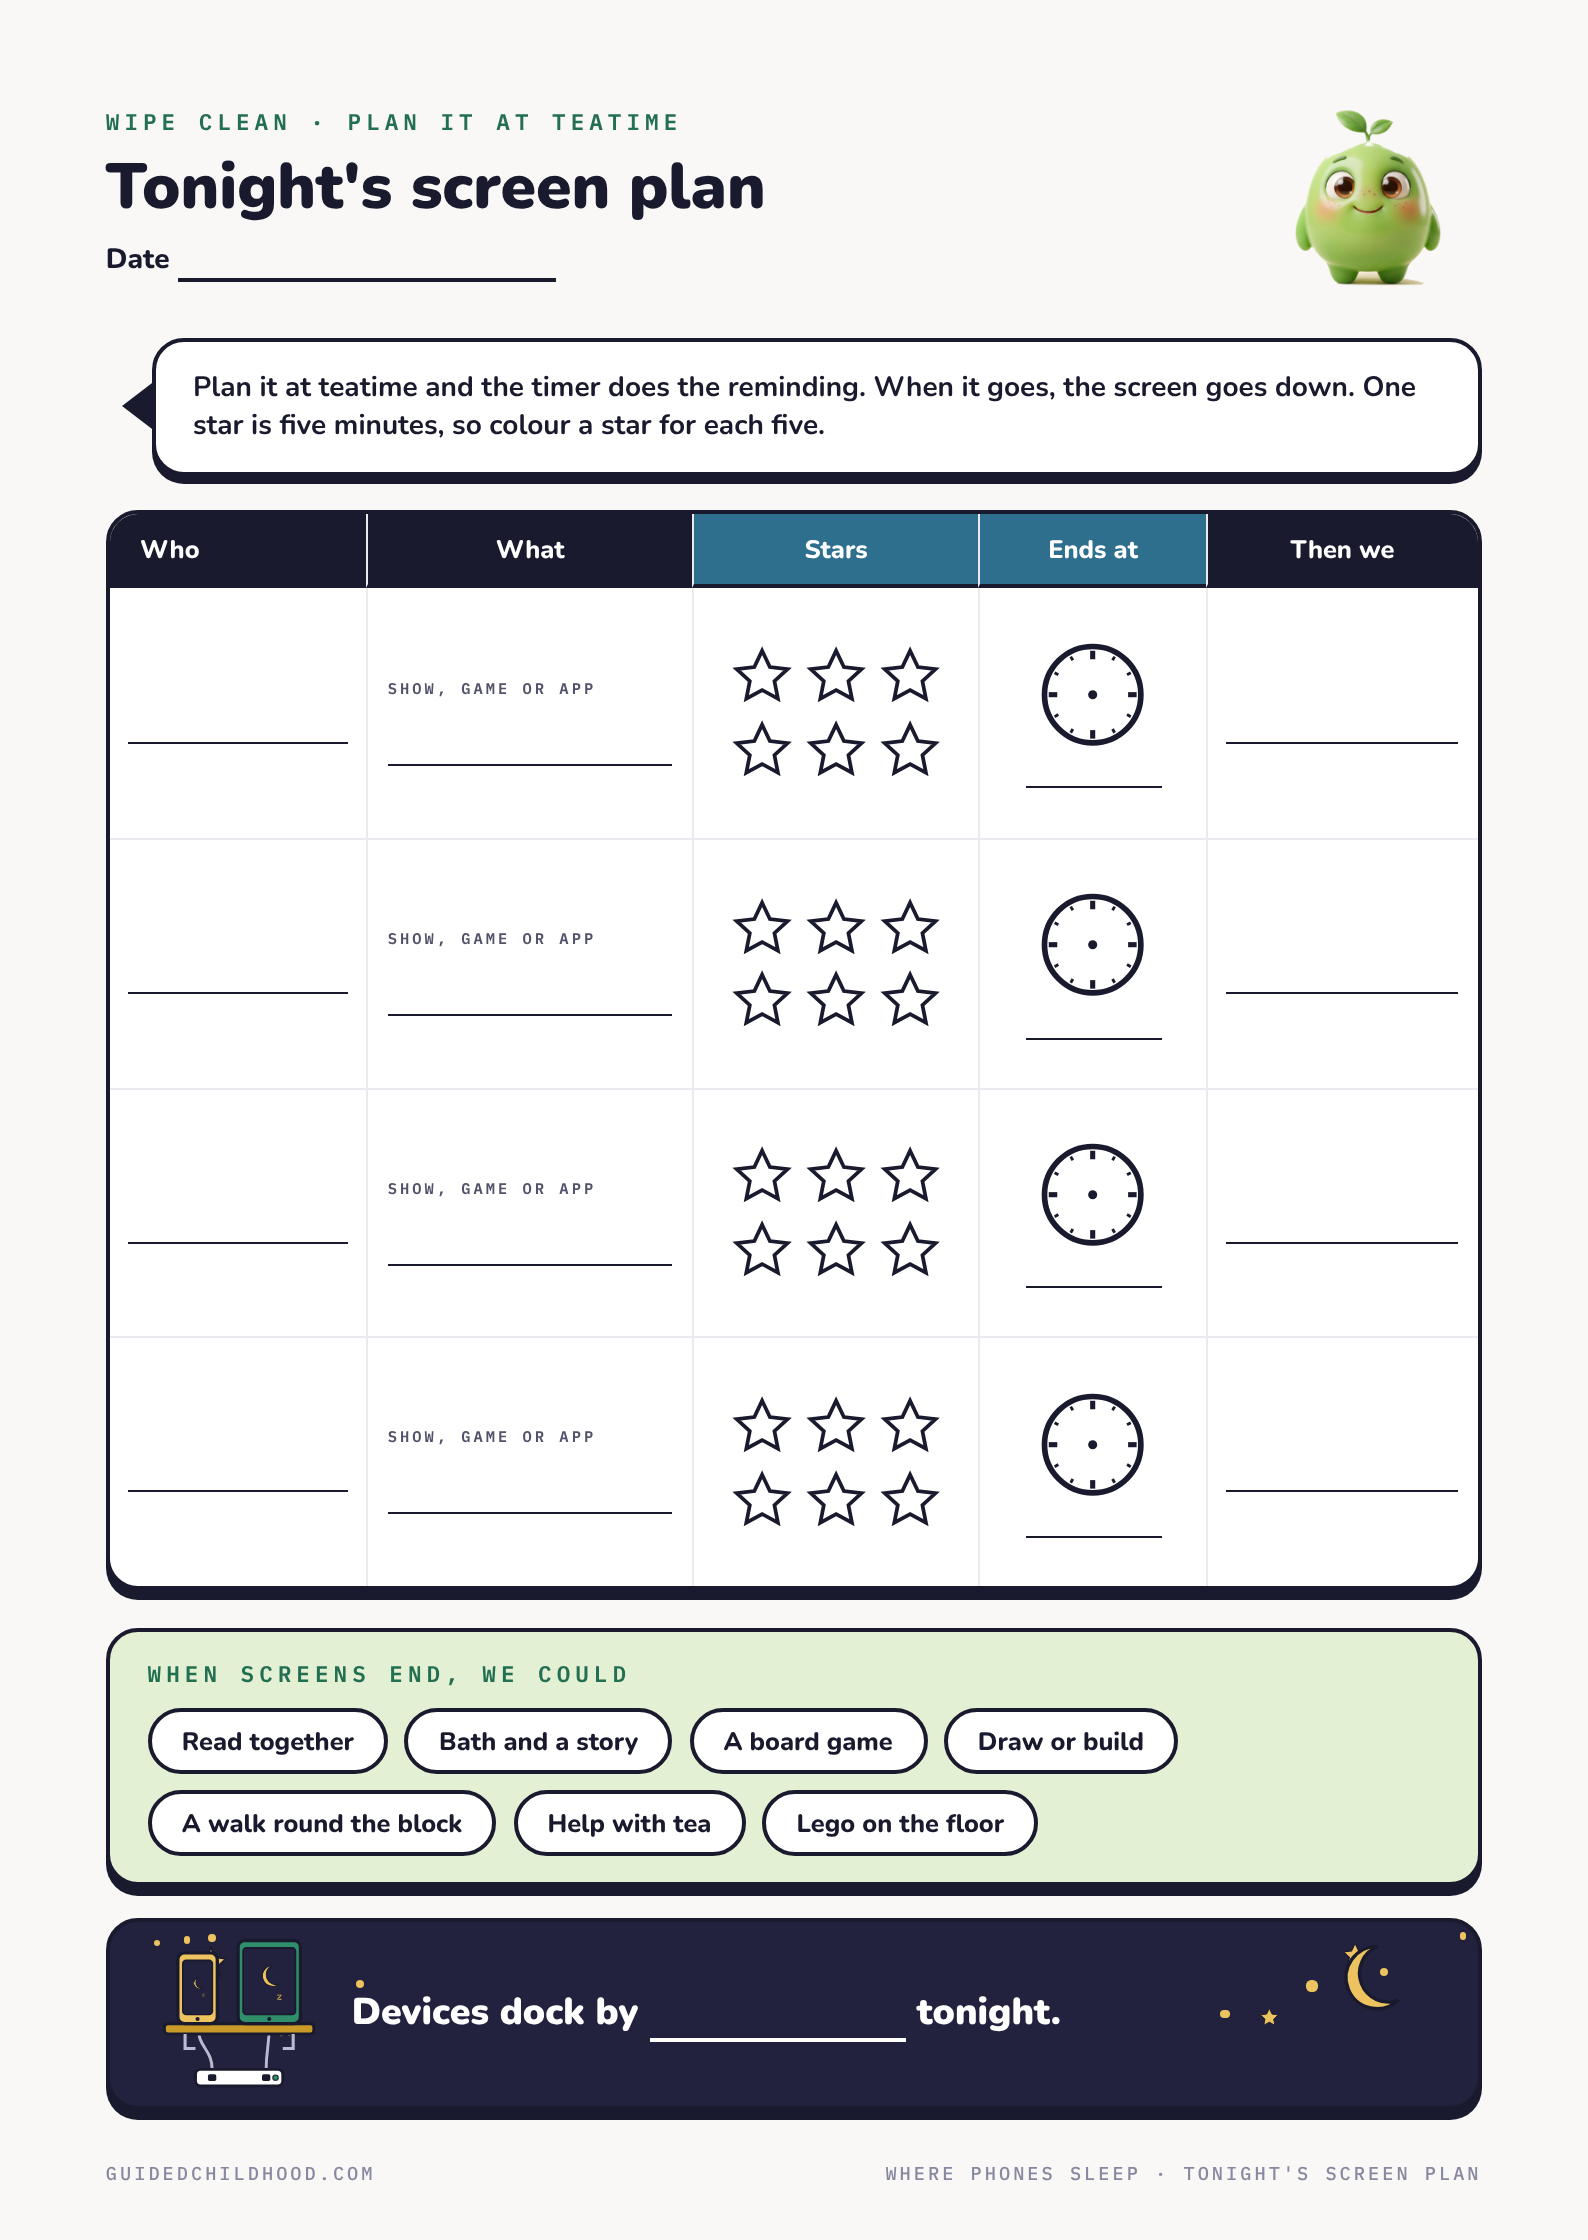 WIPE CLEAN · PLAN IT AT TEATIME
Tonight's screen plan
Date
Plan it at teatime and the timer does the reminding. When it goes, the screen goes down. One
star is five minutes, so colour a star for each five.
Who What Stars Ends at Then we
SHOW, GAME OR APP
SHOW, GAME OR APP
SHOW, GAME OR APP
SHOW, GAME OR APP
WHEN SCREENS END, WE COULD
Read together Bath and a story A board game Draw or build
A walk round the block Help with tea Lego on the floor
Devices dock by tonight.
GUIDEDCHILDHOOD.COM WHERE PHONES SLEEP · TONIGHT'S SCREEN PLAN